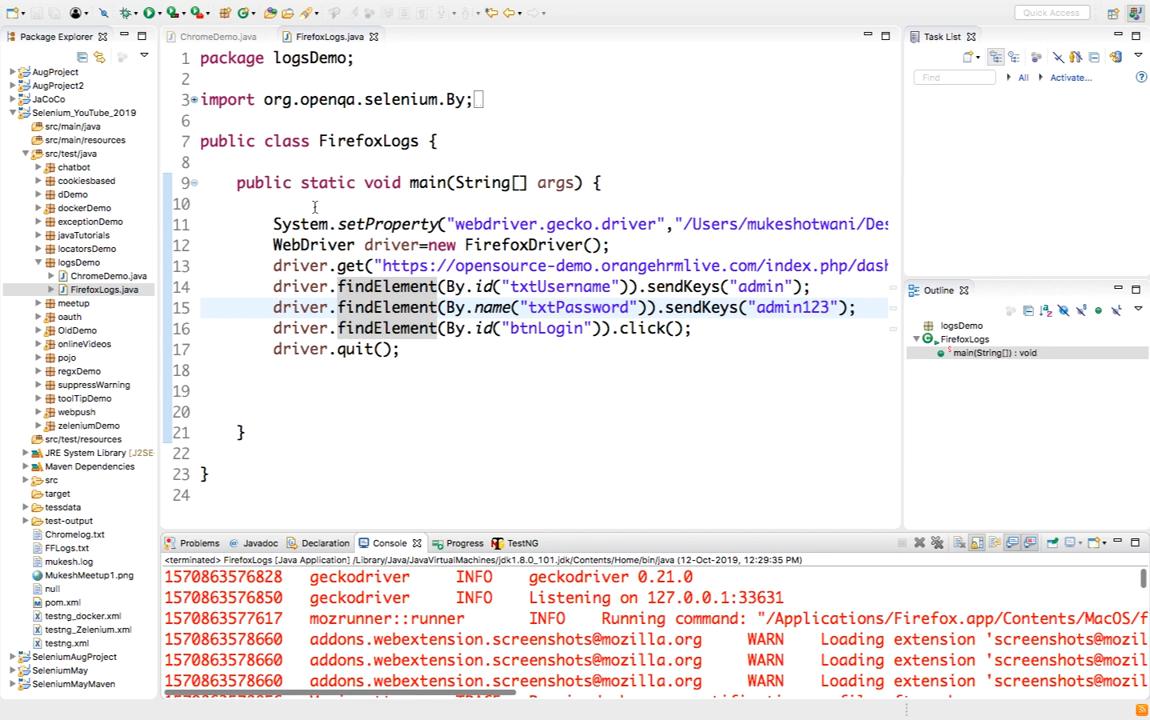 Quick Access
Package Explorer
AugProject
AugProject2
JaCoCo
Selenium_YouTube_2019
src/main/java
src/main/resources
src/test/java
chatbot
cookiesbased
dDemo
dockerDemo
exceptionDemo
javaTutorials
locatorsDemo
logsDemo
ChromeDemo.java
FirefoxLogs.java
meetup
oauth
OldDemo
onlineVideos
pojo
regxDemo
suppressWarning
toolTipDemo
webpush
zeleniumDemo
src/test/resources
JRE System Library [J2SE
Maven Dependencies
src
target
tessdata
test-output
Chromelog.txt
FFLogs.txt
mukesh.log
MukeshMeetup1.png
null
pom.xml
testng_docker.xml
testng_Zelenium.xml
testng.xml
SeleniumAugProject
SeleniumMay
SeleniumMayMaven
ChromeDemo.java FirefoxLogs.java
1 package logsDemo;
2
3 import org.openqa.selenium.By;
6
7 public class FirefoxLogs {
8
9 public static void main(String[] args) {
10
11 System.setProperty("webdriver.gecko.driver","/Users/mukeshotwani/Des
12 WebDriver driver=new FirefoxDriver();
13 driver.get("https://opensource-demo.orangehrmlive.com/index.php/dash
14 driver.findElement(By.id("txtUsername")).sendKeys("admin");
15 driver.findElement(By.name("txtPassword")).sendKeys("admin123");
16 driver.findElement(By.id("btnLogin")).click();
17 driver.quit();
18
19
20
21 }
22
23 }
24
Task List
Find All Activate...
Outline
logsDemo
FirefoxLogs
main(String[]) : void
Problems Javadoc Declaration Console Progress TestNG
<terminated> FirefoxLogs [Java Application] /Library/Java/JavaVirtualMachines/jdk1.8.0_101.jdk/Contents/Home/bin/java (12-Oct-2019, 12:29:35 PM)
1570863576828 geckodriver INFO geckodriver 0.21.0
1570863576850 geckodriver INFO Listening on 127.0.0.1:33631
1570863577617 mozrunner::runner INFO Running command: "/Applications/Firefox.app/Contents/MacOS/f
1570863578660 addons.webextension.screenshots@mozilla.org WARN Loading extension 'screenshots@mozil
1570863578660 addons.webextension.screenshots@mozilla.org WARN Loading extension 'screenshots@mozil
1570863578660 addons.webextension.screenshots@mozilla.org WARN Loading extension 'screenshots@mozil